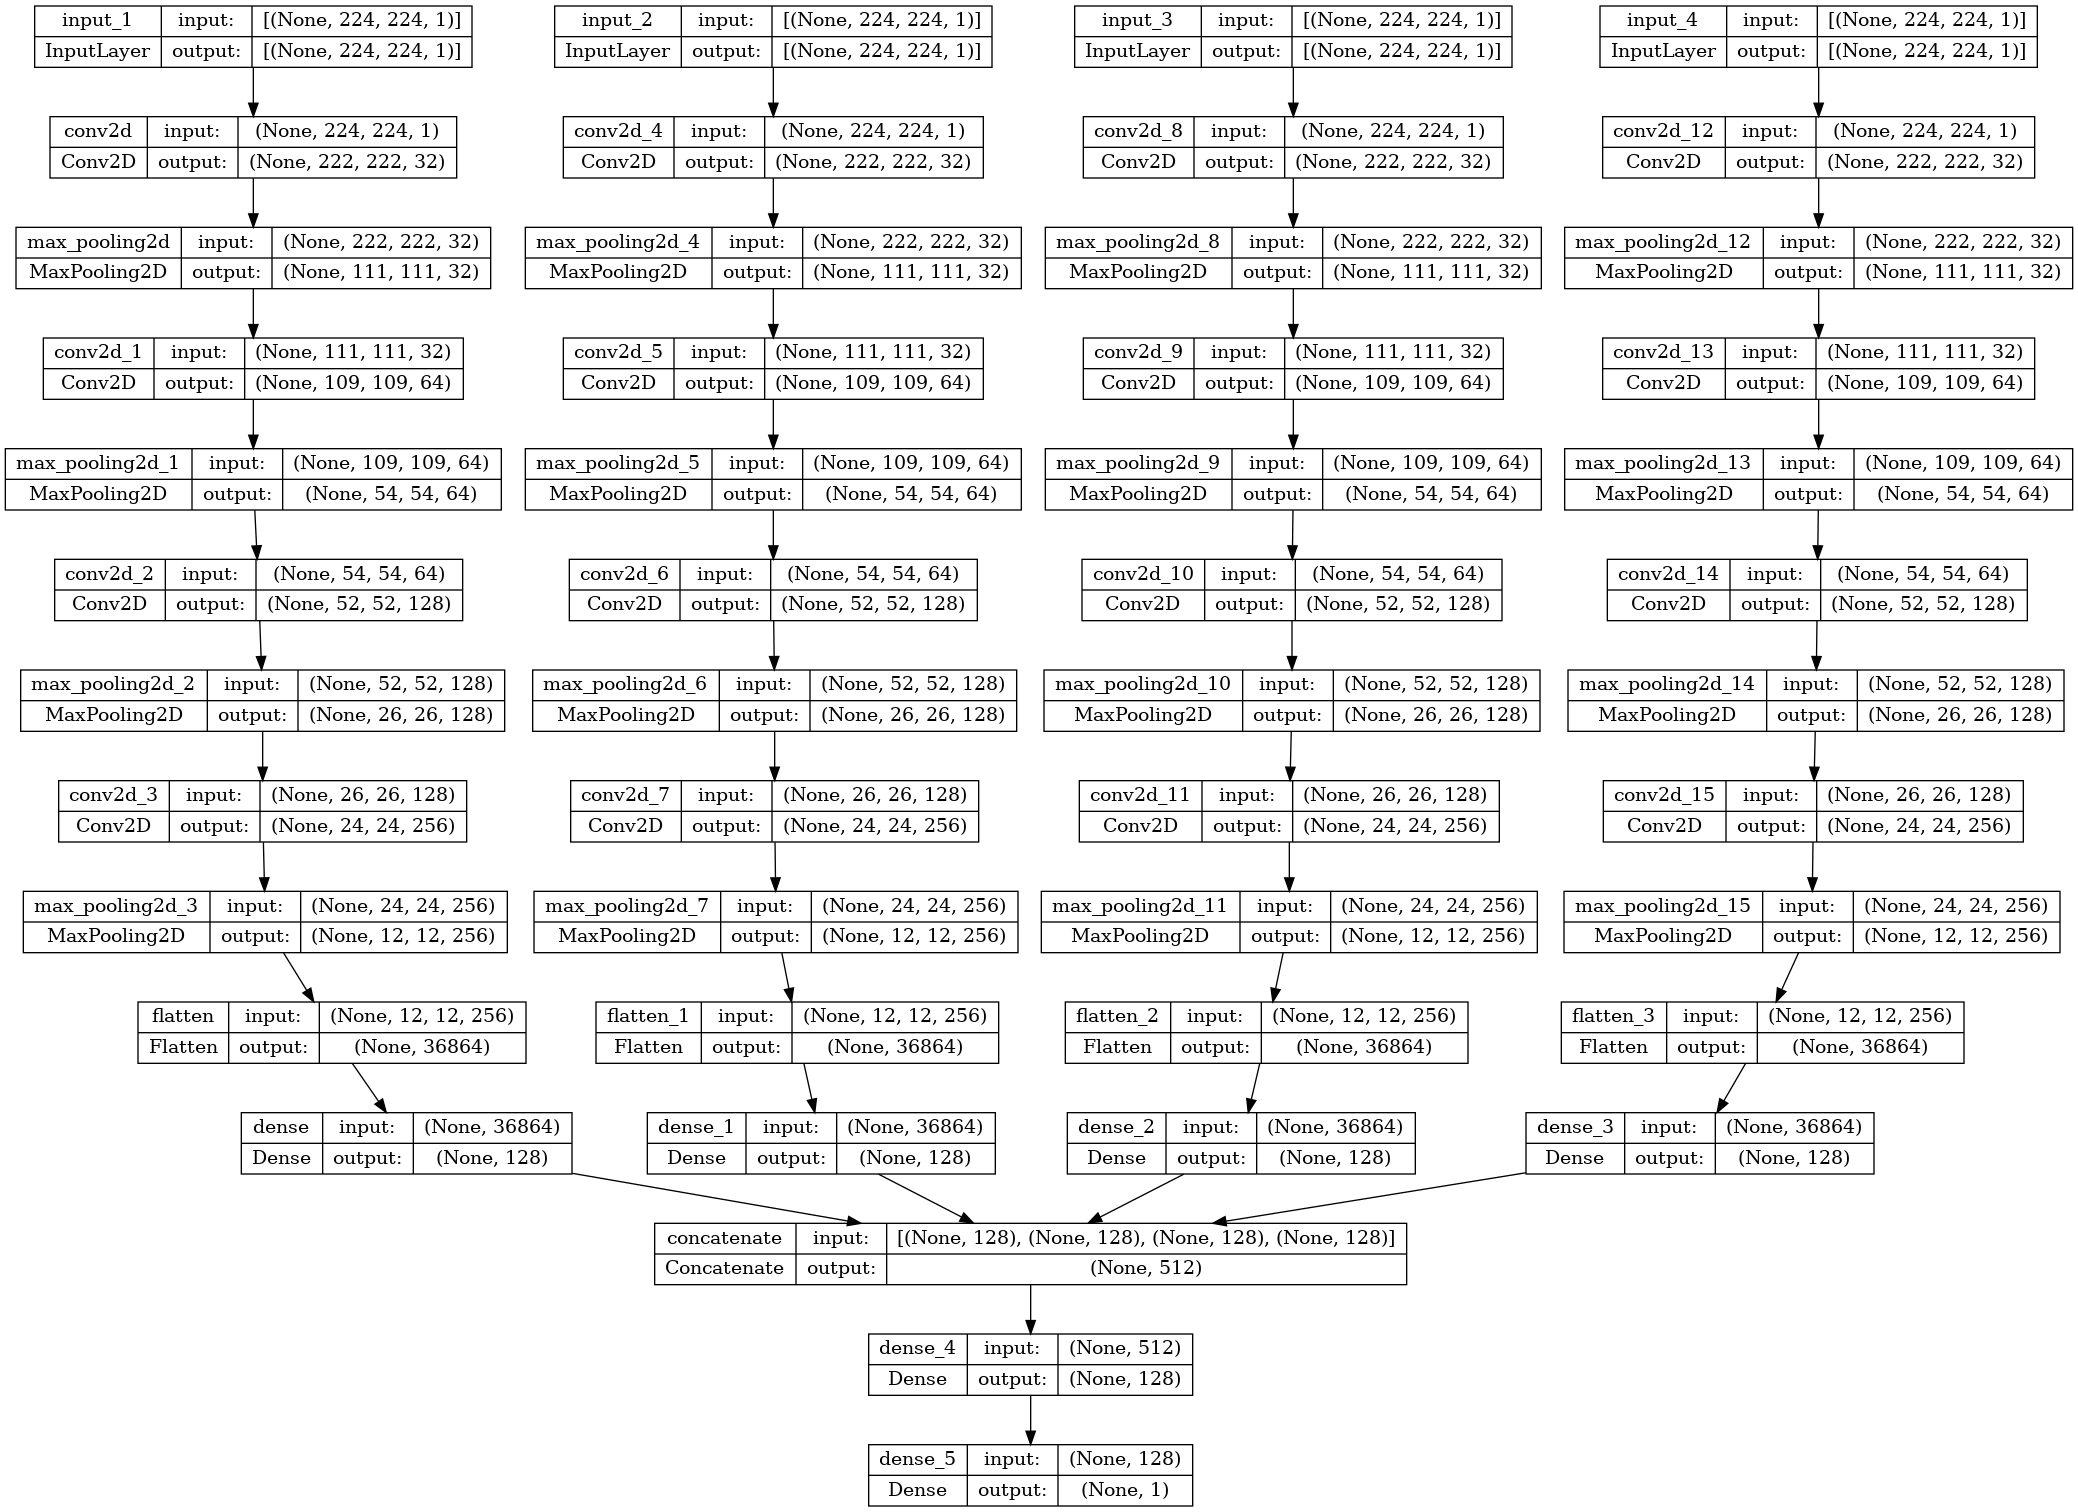 input_1 input: [(None, 224, 224, 1)]
InputLayer output: [(None, 224, 224, 1)]
input_2 input: [(None, 224, 224, 1)]
InputLayer output: [(None, 224, 224, 1)]
input_3 input: [(None, 224, 224, 1)]
InputLayer output: [(None, 224, 224, 1)]
input_4 input: [(None, 224, 224, 1)]
InputLayer output: [(None, 224, 224, 1)]
conv2d input: (None, 224, 224, 1)
Conv2D output: (None, 222, 222, 32)
conv2d_4 input: (None, 224, 224, 1)
Conv2D output: (None, 222, 222, 32)
conv2d_8 input: (None, 224, 224, 1)
Conv2D output: (None, 222, 222, 32)
conv2d_12 input: (None, 224, 224, 1)
Conv2D output: (None, 222, 222, 32)
max_pooling2d input: (None, 222, 222, 32)
MaxPooling2D output: (None, 111, 111, 32)
max_pooling2d_4 input: (None, 222, 222, 32)
MaxPooling2D output: (None, 111, 111, 32)
max_pooling2d_8 input: (None, 222, 222, 32)
MaxPooling2D output: (None, 111, 111, 32)
max_pooling2d_12 input: (None, 222, 222, 32)
MaxPooling2D output: (None, 111, 111, 32)
conv2d_1 input: (None, 111, 111, 32)
Conv2D output: (None, 109, 109, 64)
conv2d_5 input: (None, 111, 111, 32)
Conv2D output: (None, 109, 109, 64)
conv2d_9 input: (None, 111, 111, 32)
Conv2D output: (None, 109, 109, 64)
conv2d_13 input: (None, 111, 111, 32)
Conv2D output: (None, 109, 109, 64)
max_pooling2d_1 input: (None, 109, 109, 64)
MaxPooling2D output: (None, 54, 54, 64)
max_pooling2d_5 input: (None, 109, 109, 64)
MaxPooling2D output: (None, 54, 54, 64)
max_pooling2d_9 input: (None, 109, 109, 64)
MaxPooling2D output: (None, 54, 54, 64)
max_pooling2d_13 input: (None, 109, 109, 64)
MaxPooling2D output: (None, 54, 54, 64)
conv2d_2 input: (None, 54, 54, 64)
Conv2D output: (None, 52, 52, 128)
conv2d_6 input: (None, 54, 54, 64)
Conv2D output: (None, 52, 52, 128)
conv2d_10 input: (None, 54, 54, 64)
Conv2D output: (None, 52, 52, 128)
conv2d_14 input: (None, 54, 54, 64)
Conv2D output: (None, 52, 52, 128)
max_pooling2d_2 input: (None, 52, 52, 128)
MaxPooling2D output: (None, 26, 26, 128)
max_pooling2d_6 input: (None, 52, 52, 128)
MaxPooling2D output: (None, 26, 26, 128)
max_pooling2d_10 input: (None, 52, 52, 128)
MaxPooling2D output: (None, 26, 26, 128)
max_pooling2d_14 input: (None, 52, 52, 128)
MaxPooling2D output: (None, 26, 26, 128)
conv2d_3 input: (None, 26, 26, 128)
Conv2D output: (None, 24, 24, 256)
conv2d_7 input: (None, 26, 26, 128)
Conv2D output: (None, 24, 24, 256)
conv2d_11 input: (None, 26, 26, 128)
Conv2D output: (None, 24, 24, 256)
conv2d_15 input: (None, 26, 26, 128)
Conv2D output: (None, 24, 24, 256)
max_pooling2d_3 input: (None, 24, 24, 256)
MaxPooling2D output: (None, 12, 12, 256)
max_pooling2d_7 input: (None, 24, 24, 256)
MaxPooling2D output: (None, 12, 12, 256)
max_pooling2d_11 input: (None, 24, 24, 256)
MaxPooling2D output: (None, 12, 12, 256)
max_pooling2d_15 input: (None, 24, 24, 256)
MaxPooling2D output: (None, 12, 12, 256)
flatten input: (None, 12, 12, 256)
Flatten output: (None, 36864)
flatten_1 input: (None, 12, 12, 256)
Flatten output: (None, 36864)
flatten_2 input: (None, 12, 12, 256)
Flatten output: (None, 36864)
flatten_3 input: (None, 12, 12, 256)
Flatten output: (None, 36864)
dense input: (None, 36864)
Dense output: (None, 128)
dense_1 input: (None, 36864)
Dense output: (None, 128)
dense_2 input: (None, 36864)
Dense output: (None, 128)
dense_3 input: (None, 36864)
Dense output: (None, 128)
concatenate input: [(None, 128), (None, 128), (None, 128), (None, 128)]
Concatenate output: (None, 512)
dense_4 input: (None, 512)
Dense output: (None, 128)
dense_5 input: (None, 128)
Dense output: (None, 1)